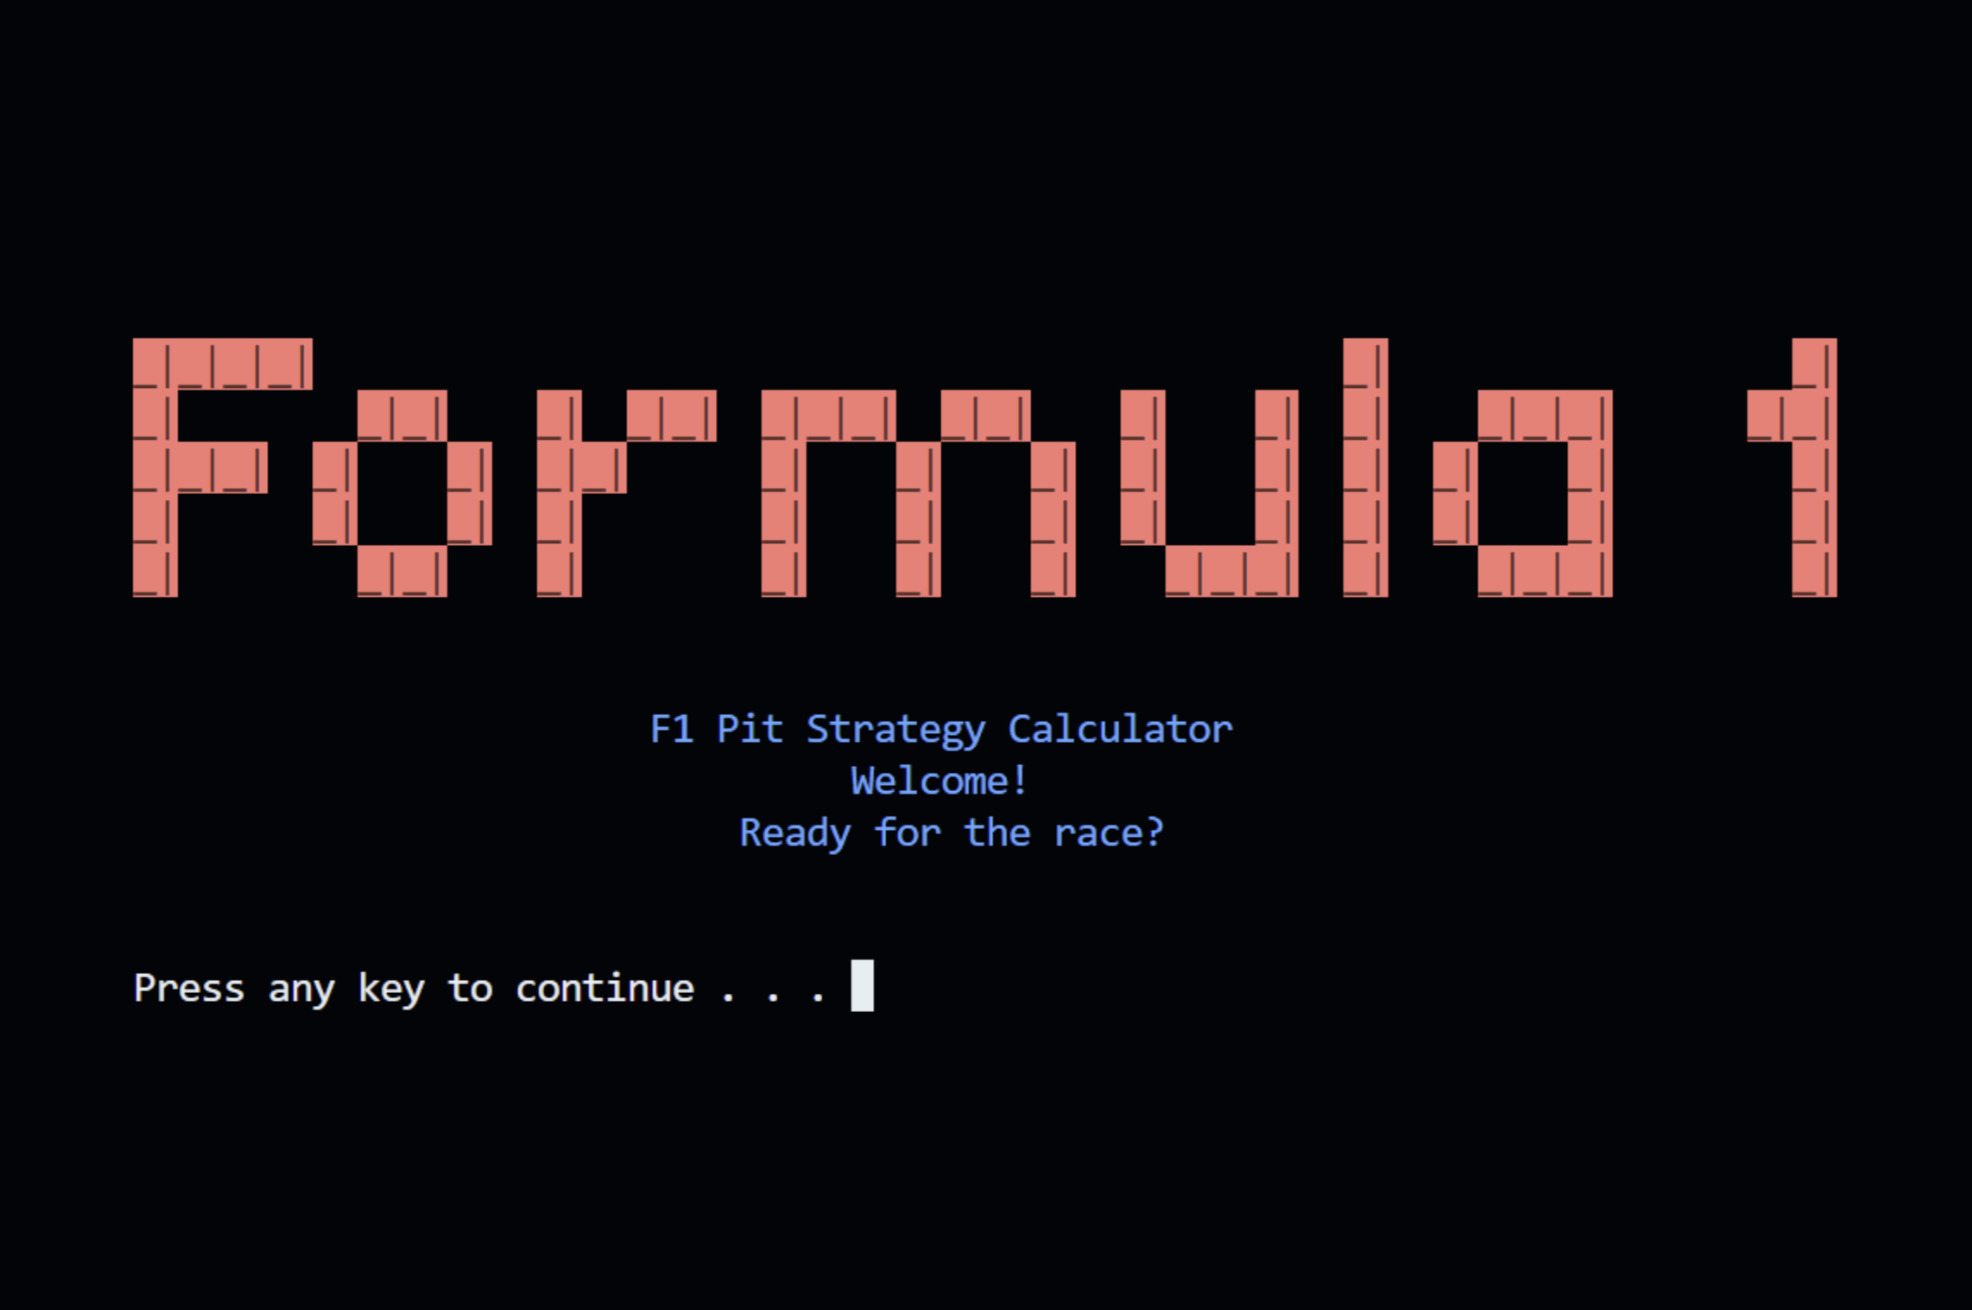 Formula 1
F1 Pit Strategy Calculator
Welcome!
Ready for the race?
Press any key to continue . . .